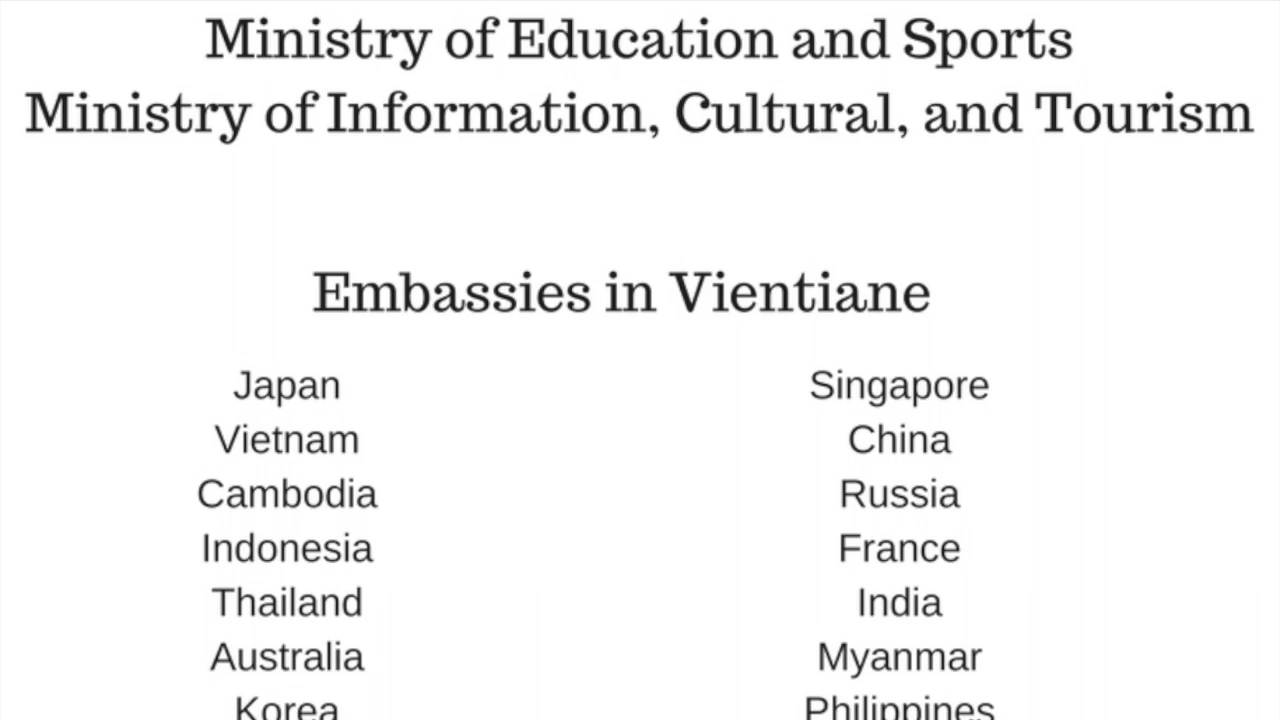 Ministry of Education and Sports
Ministry of Information, Cultural, and Tourism
Embassies in Vientiane
Japan
Vietnam
Cambodia
Indonesia
Thailand
Australia
Korea
Singapore
China
Russia
France
India
Myanmar
Philippines